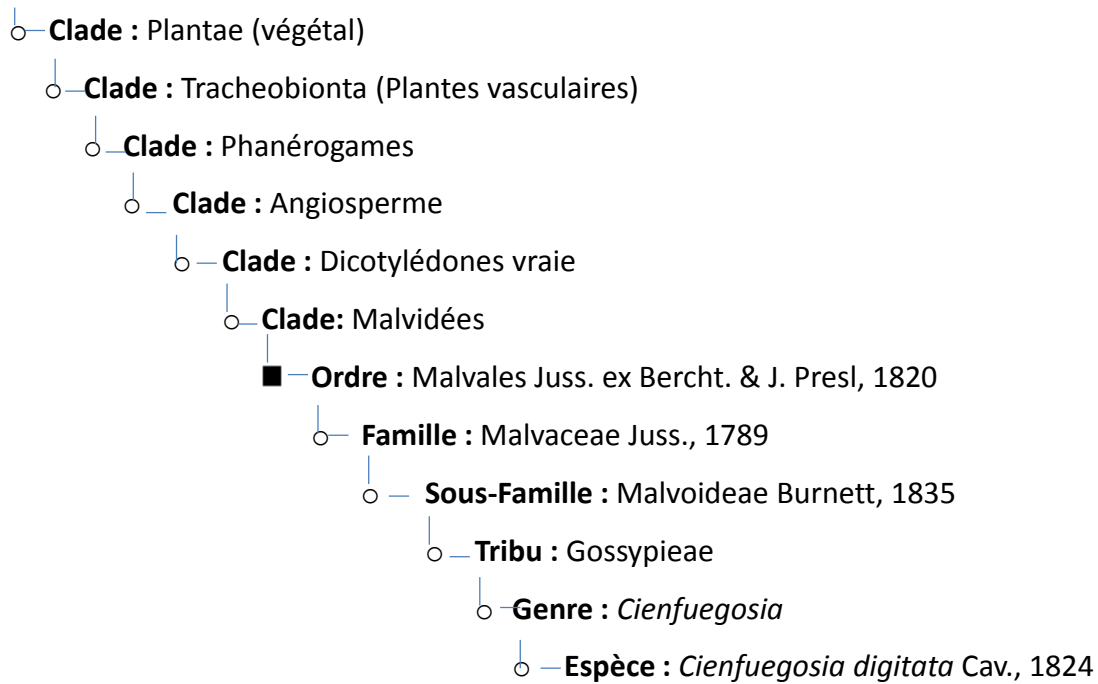 Clade : Plantae (végétal)
Clade : Tracheobionta (Plantes vasculaires)
Clade : Phanérogames
Clade : Angiosperme
Clade : Dicotylédones vraie
Clade: Malvidées
Ordre : Malvales Juss. ex Bercht. & J. Presl, 1820
Famille : Malvaceae Juss., 1789
Sous-Famille : Malvoideae Burnett, 1835
Tribu : Gossypieae
Genre : Cienfuegosia
Espèce : Cienfuegosia digitata Cav., 1824